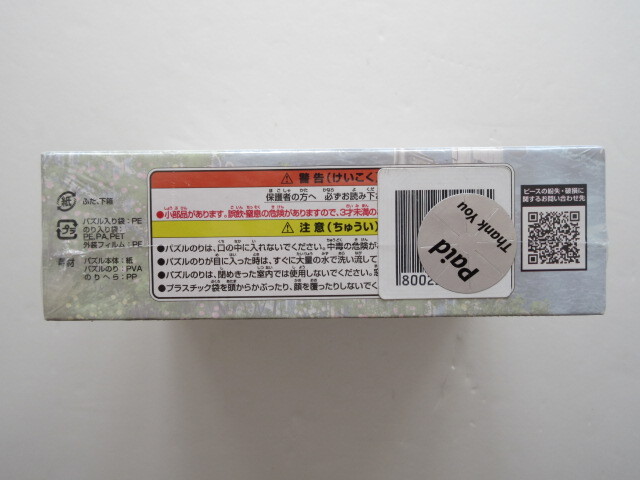 紙 ふた、下箱
プラ
パズル入り袋：PE
のり入り袋：
PE,PA,PET
外装フィルム：PE
パズル本体：紙
パズルのり：PVA
のりへら：PP
⚠警告(けいこく
保護者の方へ 必ずお読み下
●小部品があります。誤飲・窒息の危険がありますので、3才未満の
⚠注意(ちゅうい)
●パズルのりは、口の中に入れないでください。中毒の危険が
●パズルのりが目に入った時は、すぐに大量の水で洗い流して
●パズルのりは、閉めきった室内では使用しないでください。
●プラスチック袋を頭からかぶったり、顔を覆ったりしないでく
8002
Paid
Thank You
ピースの紛失・破損に
関するお問い合わせ先